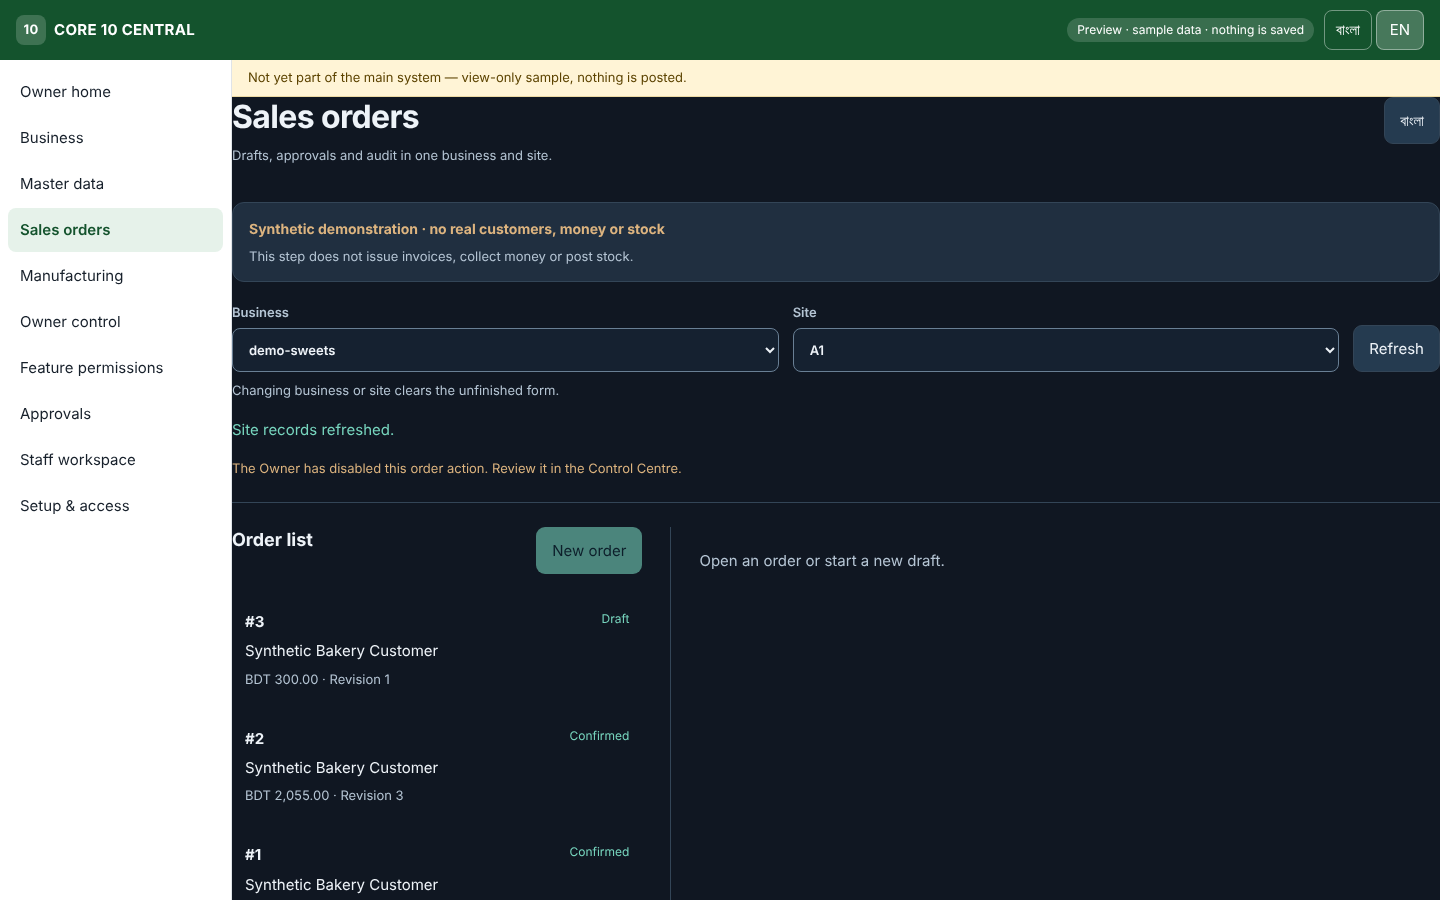 10 CORE 10 CENTRAL
Preview · sample data · nothing is saved
বাংলা
EN
Owner home
Business
Master data
Sales orders
Manufacturing
Owner control
Feature permissions
Approvals
Staff workspace
Setup & access
Not yet part of the main system — view-only sample, nothing is posted.
Sales orders
বাংলা
Drafts, approvals and audit in one business and site.
Synthetic demonstration · no real customers, money or stock
This step does not issue invoices, collect money or post stock.
Business
demo-sweets
Site
A1
Refresh
Changing business or site clears the unfinished form.
Site records refreshed.
The Owner has disabled this order action. Review it in the Control Centre.
Order list
New order
#3
Draft
Synthetic Bakery Customer
BDT 300.00 · Revision 1
#2
Confirmed
Synthetic Bakery Customer
BDT 2,055.00 · Revision 3
#1
Confirmed
Synthetic Bakery Customer
Open an order or start a new draft.